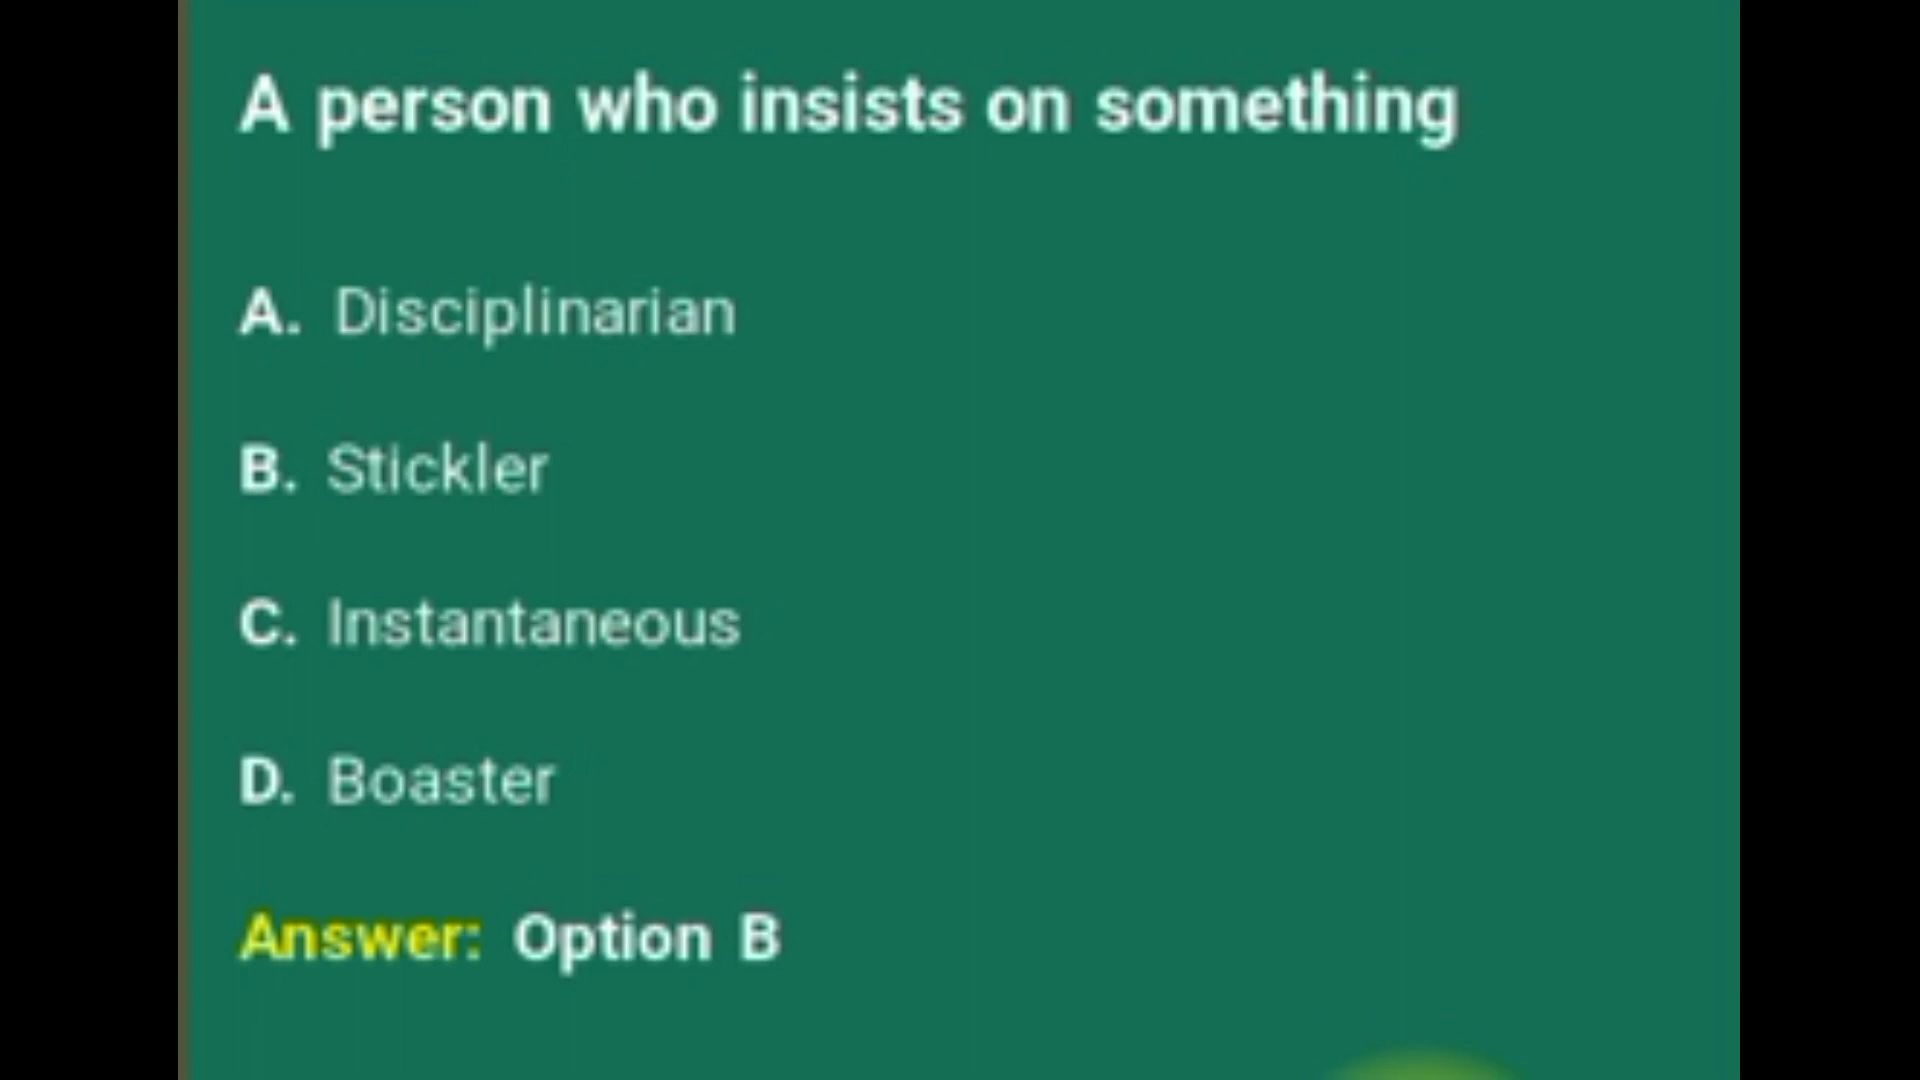 A person who insists on something
A. Disciplinarian
B. Stickler
C. Instantaneous
D. Boaster
Answer: Option B